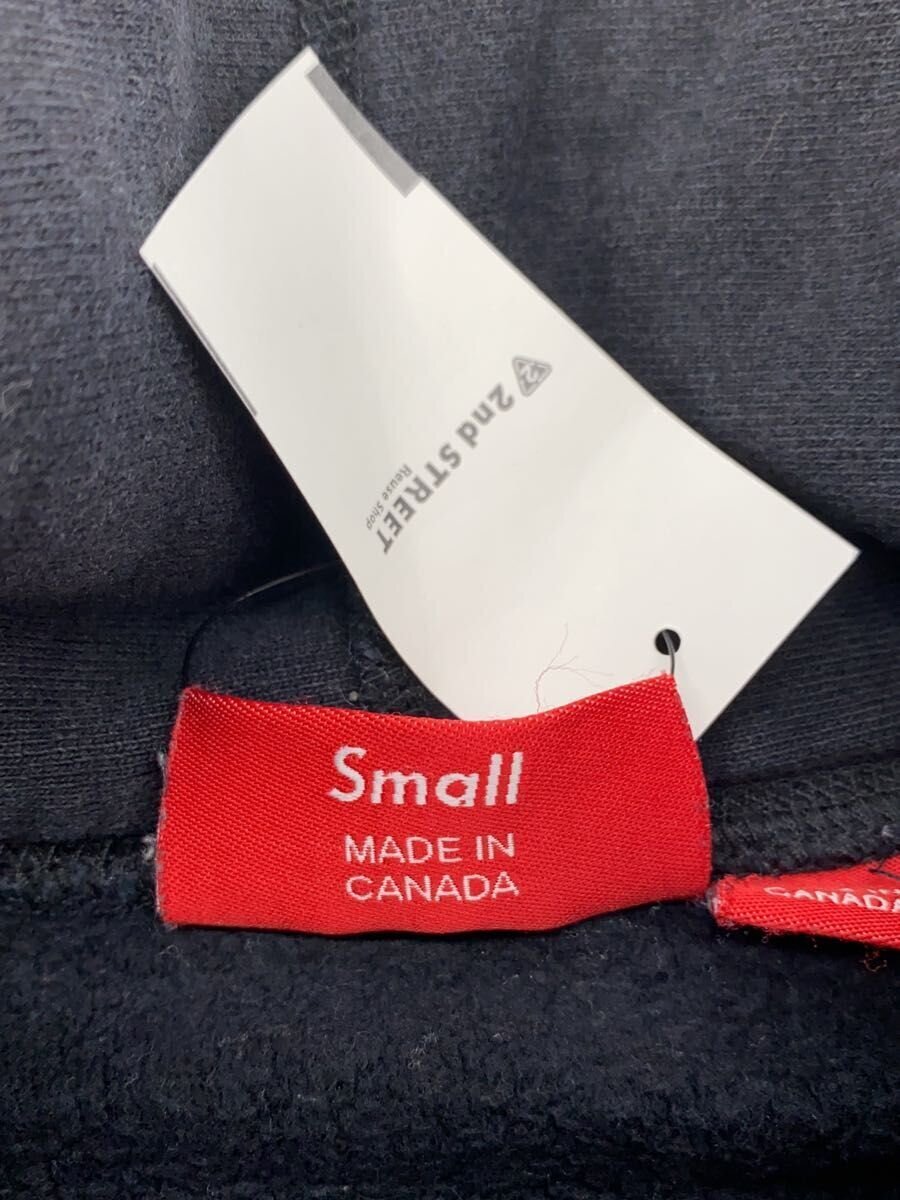 2nd STREET
Reuse Shop
Small
MADE IN
CANADA
CANADA